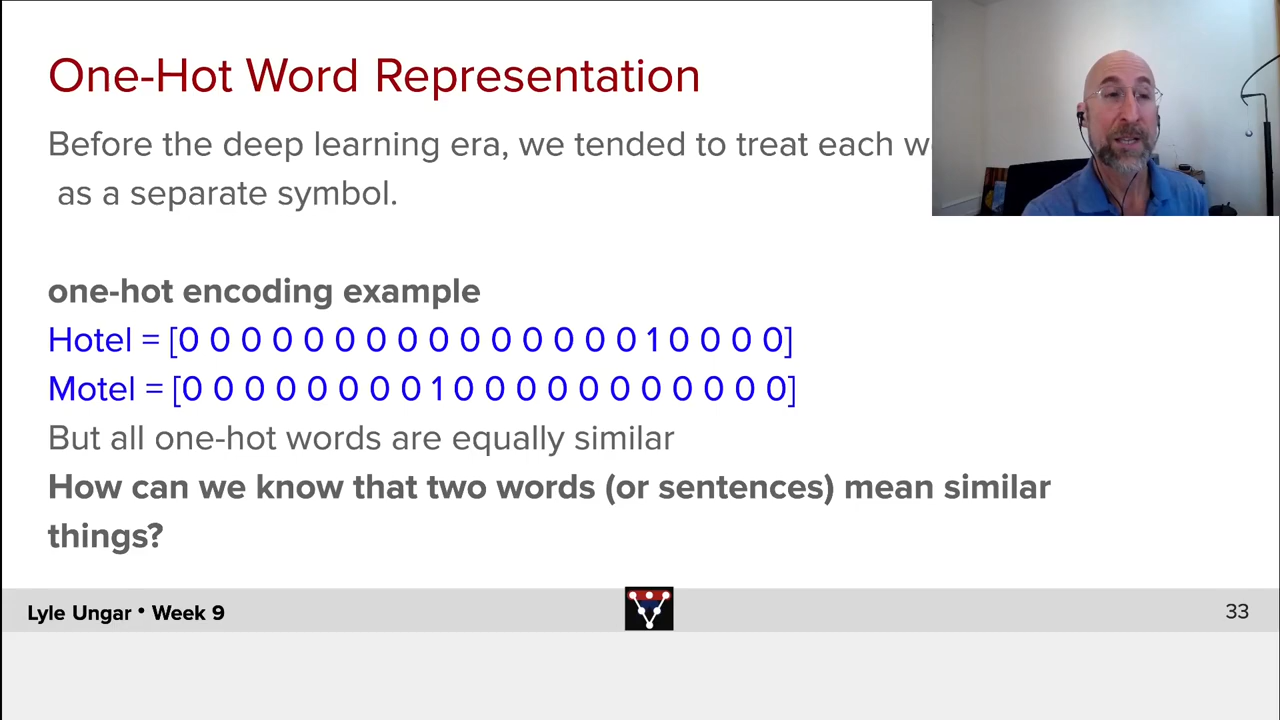 One-Hot Word Representation
Before the deep learning era, we tended to treat each
as a separate symbol.
one-hot encoding example
Hotel = [0 0 0 0 0 0 0 0 0 0 0 0 0 0 0 1 0 0 0 0]
Motel = [0 0 0 0 0 0 0 0 1 0 0 0 0 0 0 0 0 0 0 0]
But all one-hot words are equally similar
How can we know that two words (or sentences) mean similar
things?
Lyle Ungar • Week 9
33